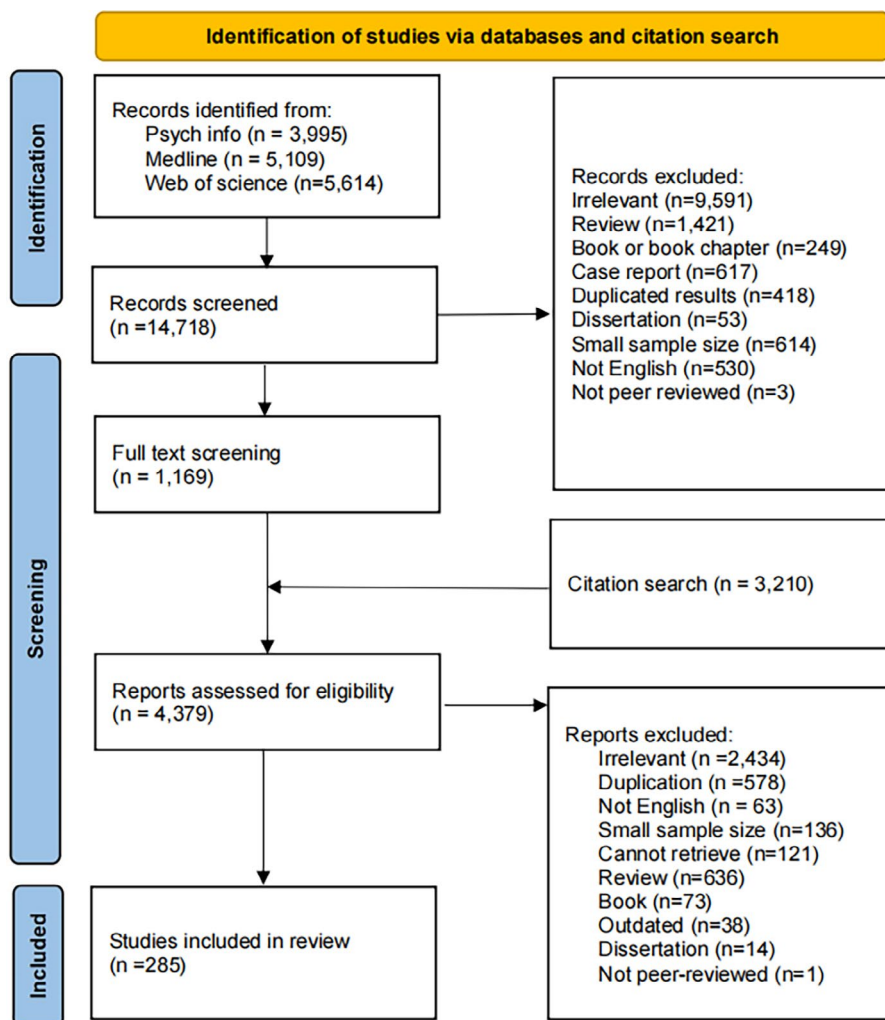 Identification of studies via databases and citation search
Identification
Records identified from:
Psych info (n = 3,995)
Medline (n = 5,109)
Web of science (n=5,614)
Records excluded:
Irrelevant (n=9,591)
Review (n=1,421)
Book or book chapter (n=249)
Case report (n=617)
Duplicated results (n=418)
Dissertation (n=53)
Small sample size (n=614)
Not English (n=530)
Not peer reviewed (n=3)
Records screened
(n =14,718)
Screening
Full text screening
(n = 1,169)
Citation search (n = 3,210)
Reports assessed for eligibility
(n = 4,379)
Reports excluded:
Irrelevant (n =2,434)
Duplication (n =578)
Not English (n = 63)
Small sample size (n=136)
Cannot retrieve (n=121)
Review (n=636)
Book (n=73)
Outdated (n=38)
Dissertation (n=14)
Not peer-reviewed (n=1)
Included
Studies included in review
(n =285)